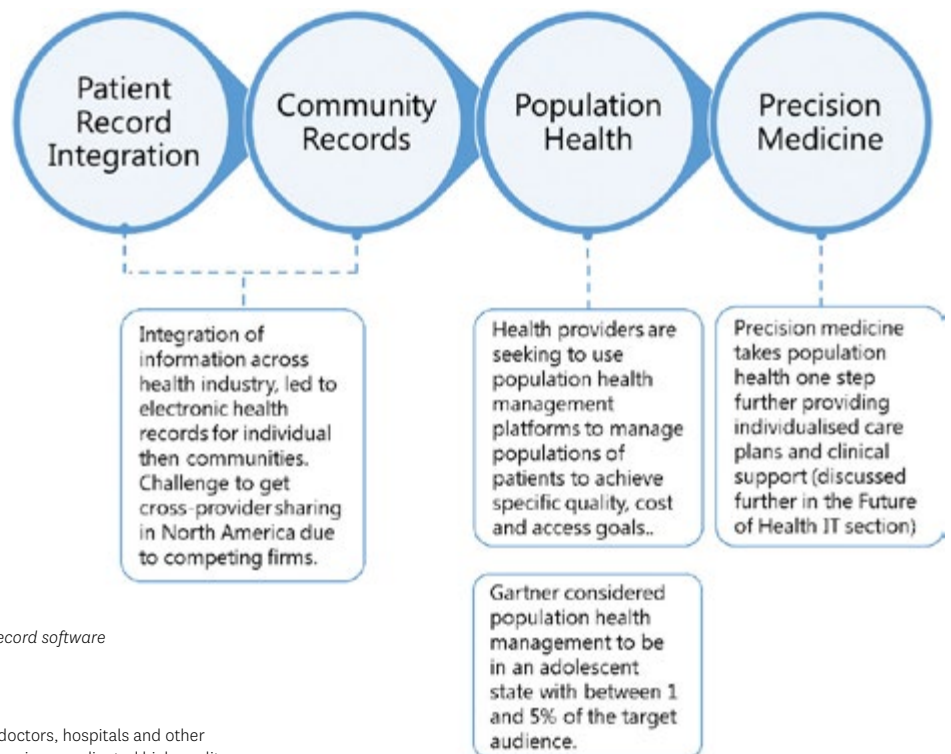 Patient
Record
Integration
Community
Records
Population
Health
Precision
Medicine
Integration of
information across
health industry, led to
electronic health
records for individual
then communities.
Challenge to get
cross-provider sharing
in North America due
to competing firms.
Health providers are
seeking to use
population health
management
platforms to manage
populations of
patients to achieve
specific quality, cost
and access goals..
Precision medicine
takes population
health one step
further providing
individualised care
plans and clinical
support (discussed
further in the Future
of Health IT section)
Gartner considered
population health
management to be
in an adolescent
state with between 1
and 5% of the target
audience.
record software
doctors, hospitals and other